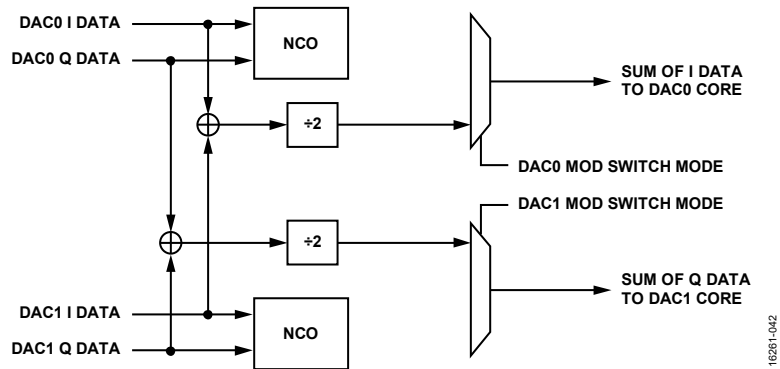 DAC0 I DATA
DAC0 Q DATA
NCO
SUM OF I DATA
TO DAC0 CORE
÷2
DAC0 MOD SWITCH MODE
DAC1 MOD SWITCH MODE
÷2
SUM OF Q DATA
TO DAC1 CORE
DAC1 I DATA
DAC1 Q DATA
NCO
16261-042